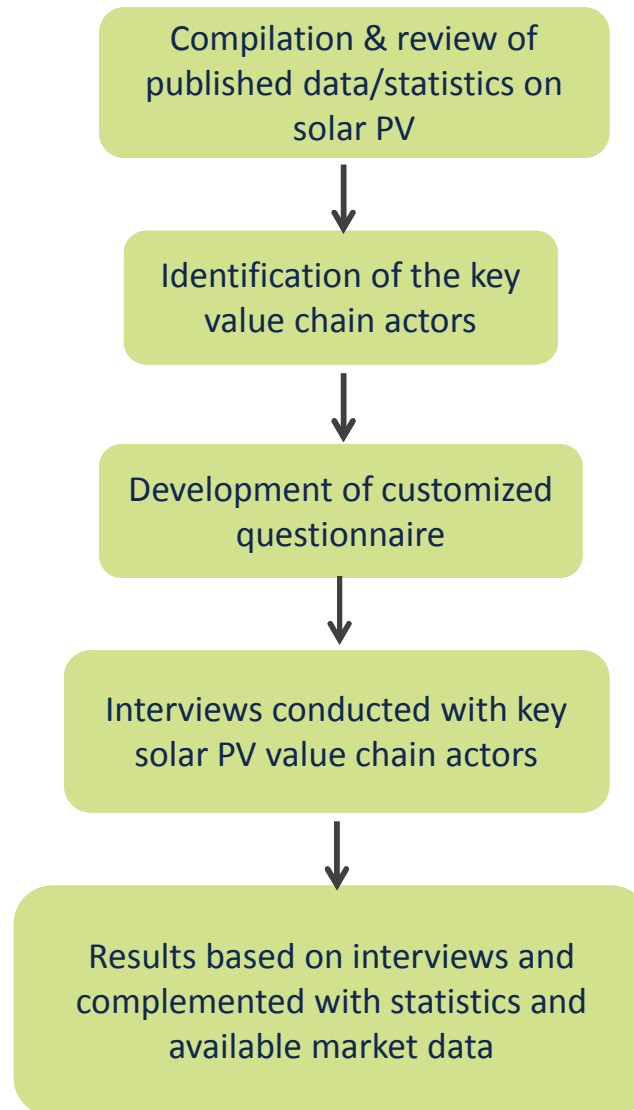 Compilation & review of
published data/statistics on
solar PV
Identification of the key
value chain actors
Development of customized
questionnaire
Interviews conducted with key
solar PV value chain actors
Results based on interviews and
complemented with statistics and
available market data